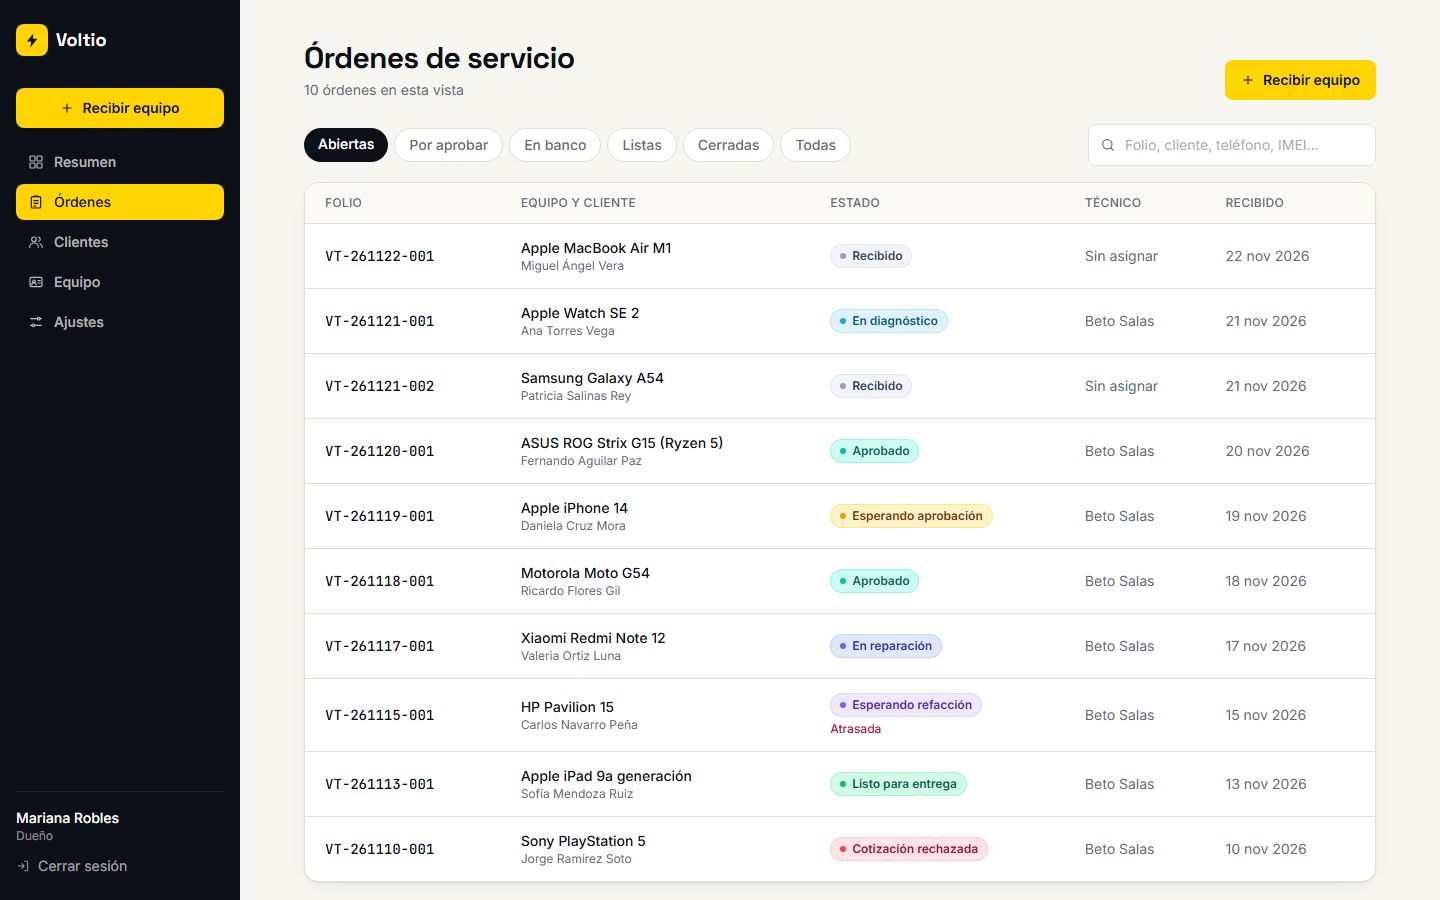 Voltio
Recibir equipo
Resumen
Órdenes
Clientes
Equipo
Ajustes
Mariana Robles
Dueño
Cerrar sesión
Órdenes de servicio
10 órdenes en esta vista
Recibir equipo
Abiertas Por aprobar En banco Listas Cerradas Todas
Folio, cliente, teléfono, IMEI...
FOLIO EQUIPO Y CLIENTE ESTADO TÉCNICO RECIBIDO
VT-261122-001 Apple MacBook Air M1 Recibido Sin asignar 22 nov 2026
Miguel Ángel Vera
VT-261121-001 Apple Watch SE 2 En diagnóstico Beto Salas 21 nov 2026
Ana Torres Vega
VT-261121-002 Samsung Galaxy A54 Recibido Sin asignar 21 nov 2026
Patricia Salinas Rey
VT-261120-001 ASUS ROG Strix G15 (Ryzen 5) Aprobado Beto Salas 20 nov 2026
Fernando Aguilar Paz
VT-261119-001 Apple iPhone 14 Esperando aprobación Beto Salas 19 nov 2026
Daniela Cruz Mora
VT-261118-001 Motorola Moto G54 Aprobado Beto Salas 18 nov 2026
Ricardo Flores Gil
VT-261117-001 Xiaomi Redmi Note 12 En reparación Beto Salas 17 nov 2026
Valeria Ortiz Luna
VT-261115-001 HP Pavilion 15 Esperando refacción Beto Salas 15 nov 2026
Carlos Navarro Peña Atrasada
VT-261113-001 Apple iPad 9a generación Listo para entrega Beto Salas 13 nov 2026
Sofía Mendoza Ruiz
VT-261110-001 Sony PlayStation 5 Cotización rechazada Beto Salas 10 nov 2026
Jorge Ramírez Soto